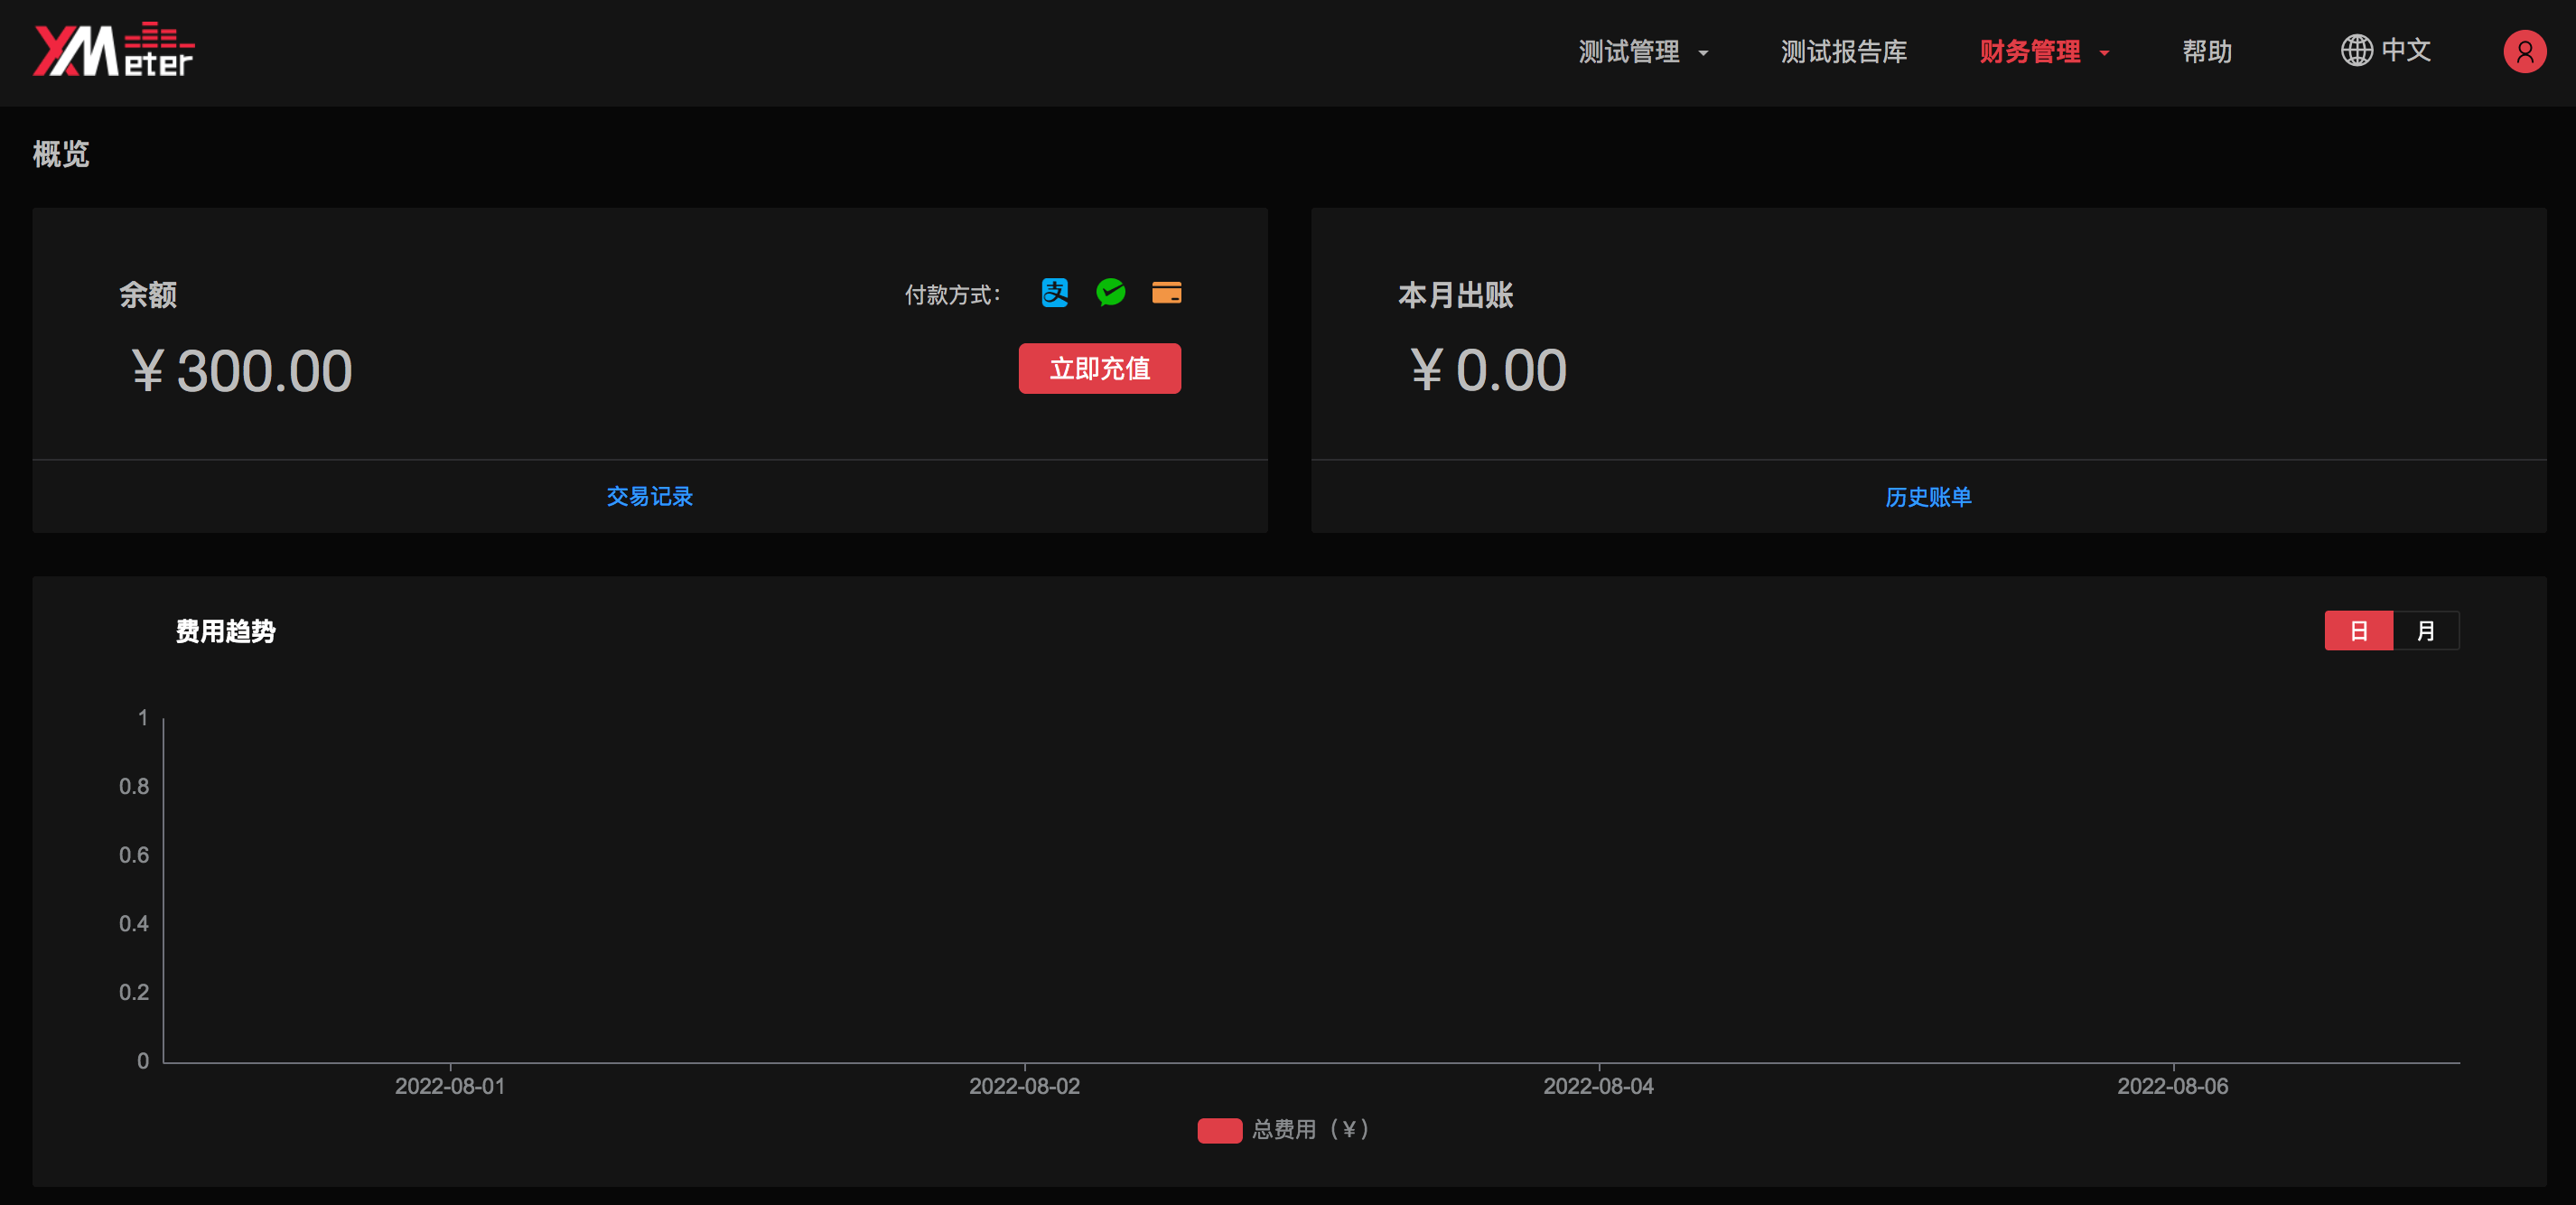 XMeter
测试管理
测试报告库
财务管理
帮助
中文
概览
余额
付款方式：
支
¥300.00
立即充值
交易记录
本月出账
¥0.00
历史账单
费用趋势
日
月
1
0.8
0.6
0.4
0.2
0
2022-08-01
2022-08-02
2022-08-04
2022-08-06
总费用（¥）